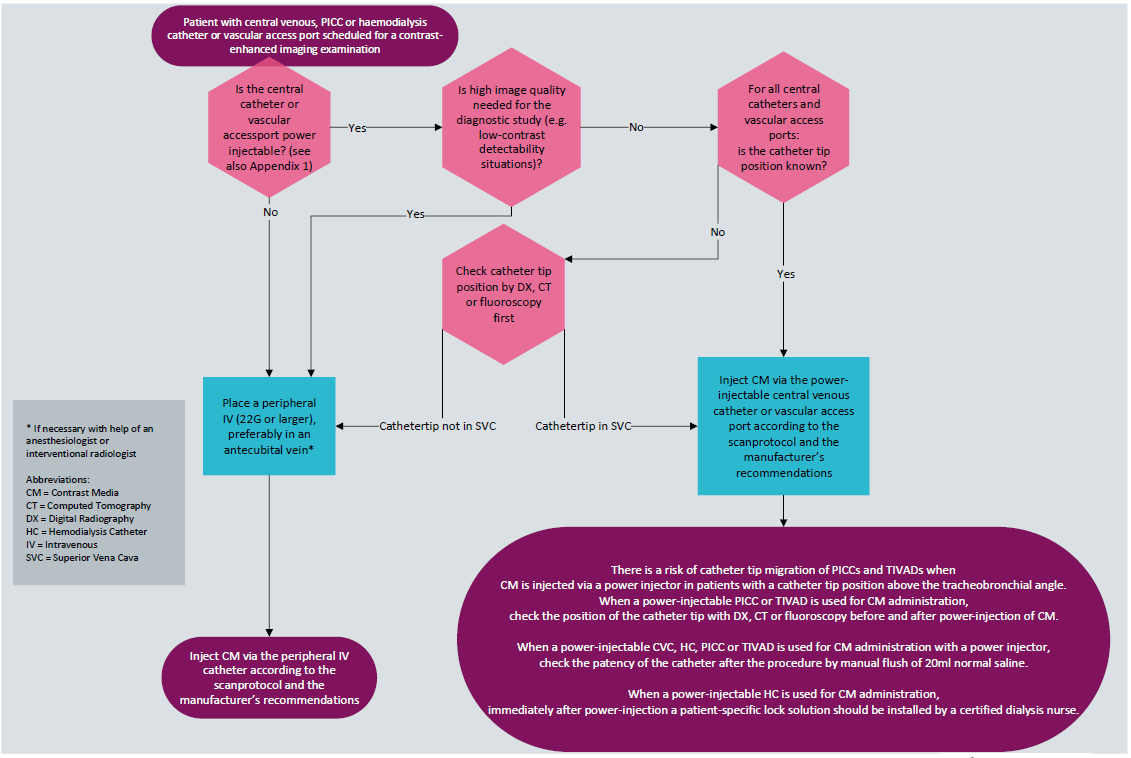 Patient with central venous, PICC or haemodialysis
catheter or vascular access port scheduled for a contrast-
enhanced imaging examination
Is the central
catheter or
vascular
accessport power
injectable? (see
also Appendix 1)
Yes
Is high image quality
needed for the
diagnostic study (e.g.
low-contrast
detectability
situations)?
No
For all central
catheters and
vascular access
ports:
is the catheter tip
position known?
No
Yes
No
Yes
Check catheter tip
position by DX, CT
or fluoroscopy
first
Place a peripheral
IV (22G or larger),
preferably in an
antecubital vein*
Cathetertip not in SVC
Cathetertip in SVC
Inject CM via the power-
injectable central venous
catheter or vascular access
port according to the
scanprotocol and the
manufacturer's
recommendations
* If necessary with help of an
anesthesiologist or
interventional radiologist
Abbreviations:
CM = Contrast Media
CT = Computed Tomography
DX = Digital Radiography
HC = Hemodialysis Catheter
IV = Intravenous
SVC = Superior Vena Cava
Inject CM via the peripheral IV
catheter according to the
scanprotocol and the
manufacturer's recommendations
There is a risk of catheter tip migration of PICCs and TIVADs when
CM is injected via a power injector in patients with a catheter tip position above the tracheobronchial angle.
When a power-injectable PICC or TIVAD is used for CM administration,
check the position of the catheter tip with DX, CT or fluoroscopy before and after power-injection of CM.
When a power-injectable CVC, HC, PICC or TIVAD is used for CM administration with a power injector,
check the patency of the catheter after the procedure by manual flush of 20ml normal saline.
When a power-injectable HC is used for CM administration,
immediately after power-injection a patient-specific lock solution should be installed by a certified dialysis nurse.